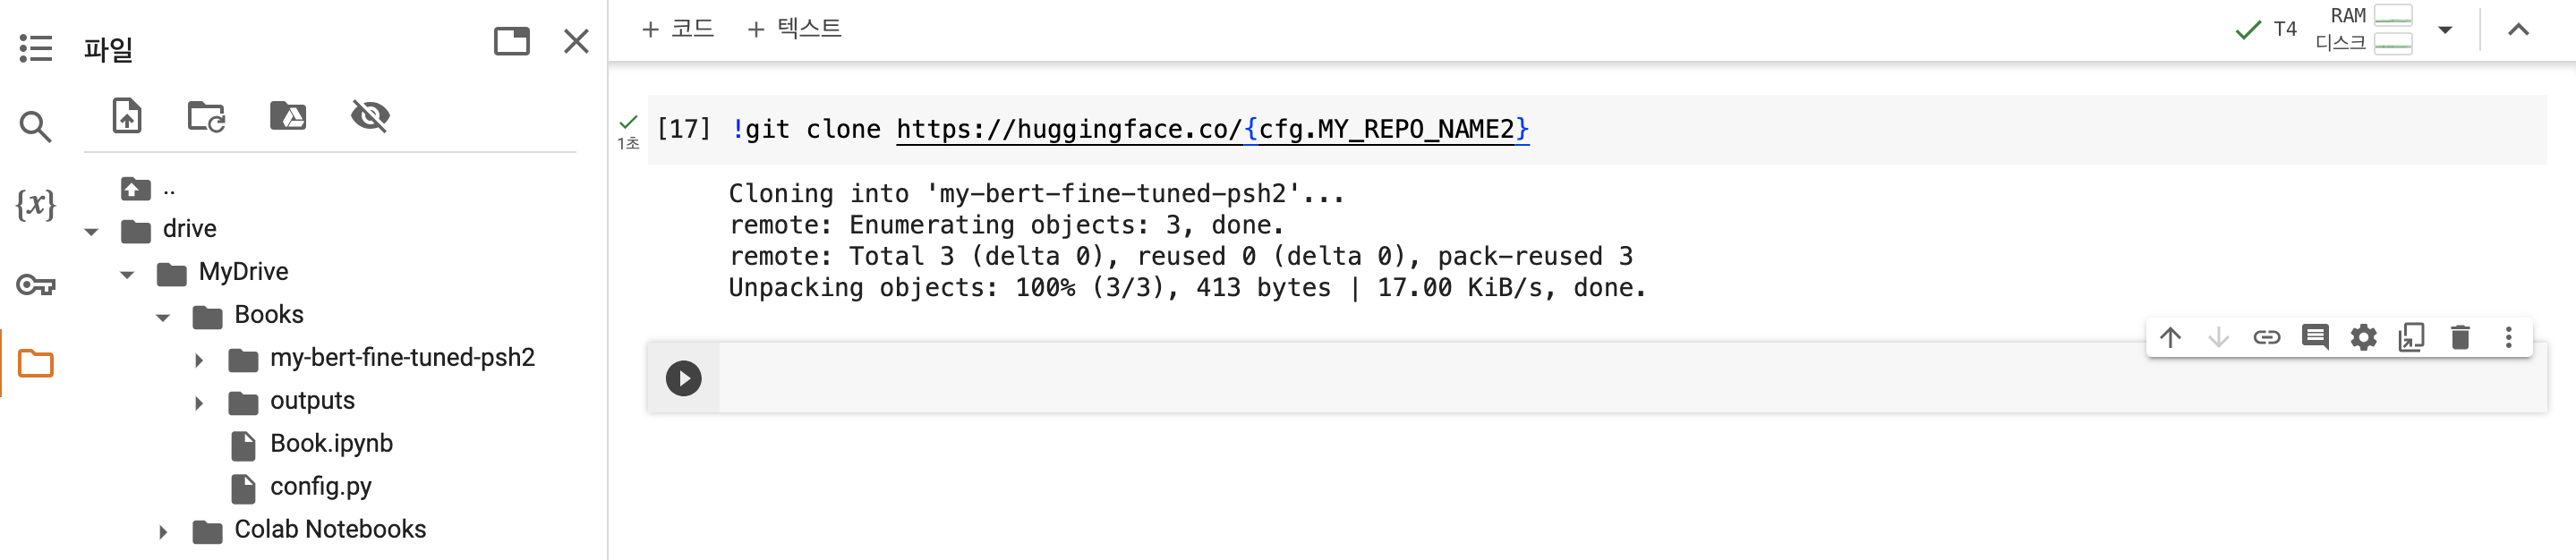 파일
{x}
..
drive
MyDrive
Books
my-bert-fine-tuned-psh2
outputs
Book.ipynb
config.py
Colab Notebooks
+ 코드 + 텍스트
T4
RAM
디스크
1초
[17] !git clone https://huggingface.co/{cfg.MY_REPO_NAME2}
Cloning into 'my-bert-fine-tuned-psh2'...
remote: Enumerating objects: 3, done.
remote: Total 3 (delta 0), reused 0 (delta 0), pack-reused 3
Unpacking objects: 100% (3/3), 413 bytes | 17.00 KiB/s, done.